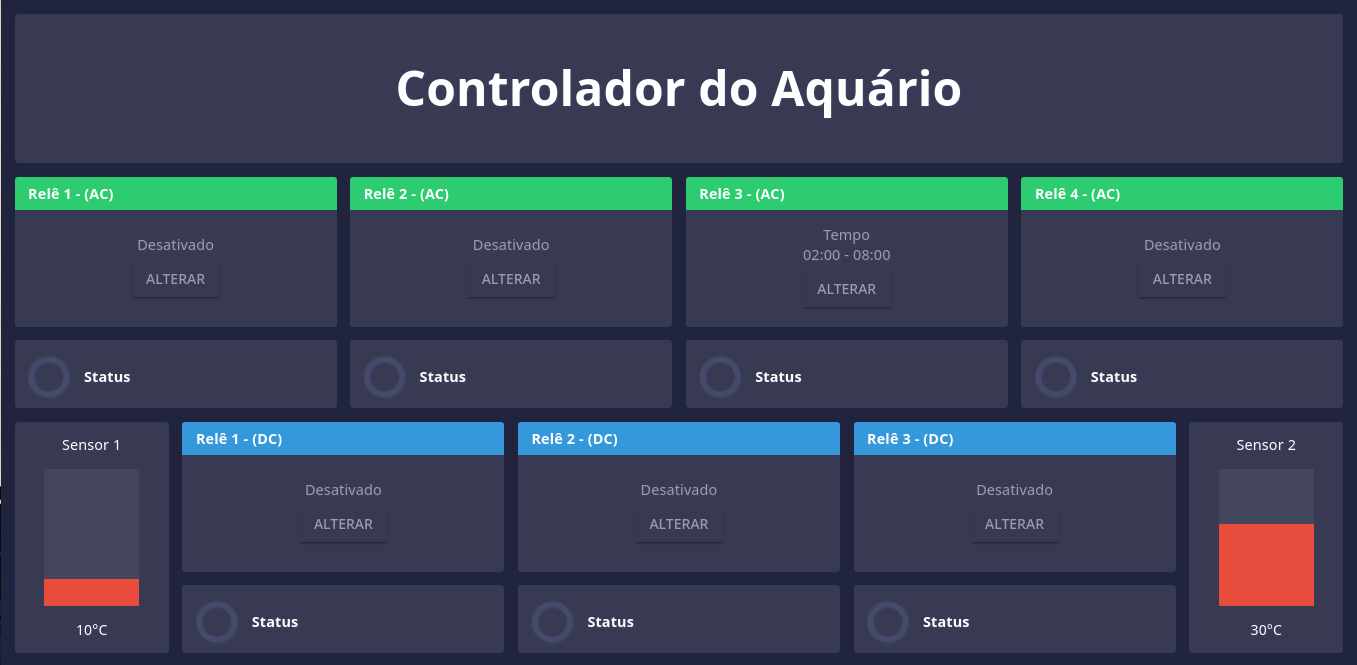 Controlador do Aquário
Relê 1 - (AC)
Desativado
ALTERAR
Status
Relê 2 - (AC)
Desativado
ALTERAR
Status
Relê 3 - (AC)
Tempo
02:00 - 08:00
ALTERAR
Status
Relê 4 - (AC)
Desativado
ALTERAR
Status
Sensor 1
10°C
Relê 1 - (DC)
Desativado
ALTERAR
Status
Relê 2 - (DC)
Desativado
ALTERAR
Status
Relê 3 - (DC)
Desativado
ALTERAR
Status
Sensor 2
30°C